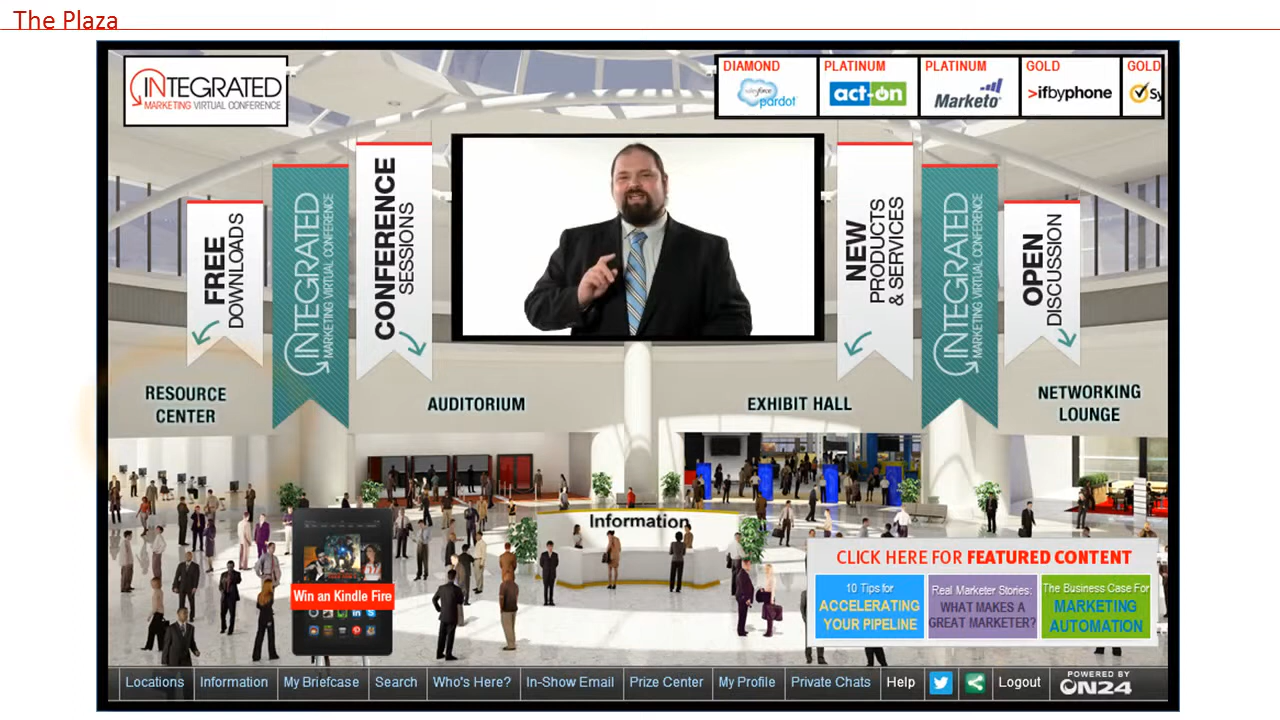 The Plaza
INTEGRATED
MARKETING VIRTUAL CONFERENCE
DIAMOND
salesforce
pardot
PLATINUM
act-on
PLATINUM
Marketo
GOLD
>ifbyphone
GOLD
Sy
FREE
DOWNLOADS
INTEGRATED
MARKETING VIRTUAL CONFERENCE
CONFERENCE
SESSIONS
NEW
PRODUCTS
& SERVICES
INTEGRATED
MARKETING VIRTUAL CONFERENCE
OPEN
DISCUSSION
RESOURCE
CENTER
AUDITORIUM
EXHIBIT HALL
NETWORKING
LOUNGE
Information
Win an Kindle Fire
CLICK HERE FOR FEATURED CONTENT
10 Tips for
ACCELERATING
YOUR PIPELINE
Real Marketer Stories:
WHAT MAKES A
GREAT MARKETER?
The Business Case For
MARKETING
AUTOMATION
Locations
Information
My Briefcase
Search
Who's Here?
In-Show Email
Prize Center
My Profile
Private Chats
Help
Logout
POWERED BY
ON24